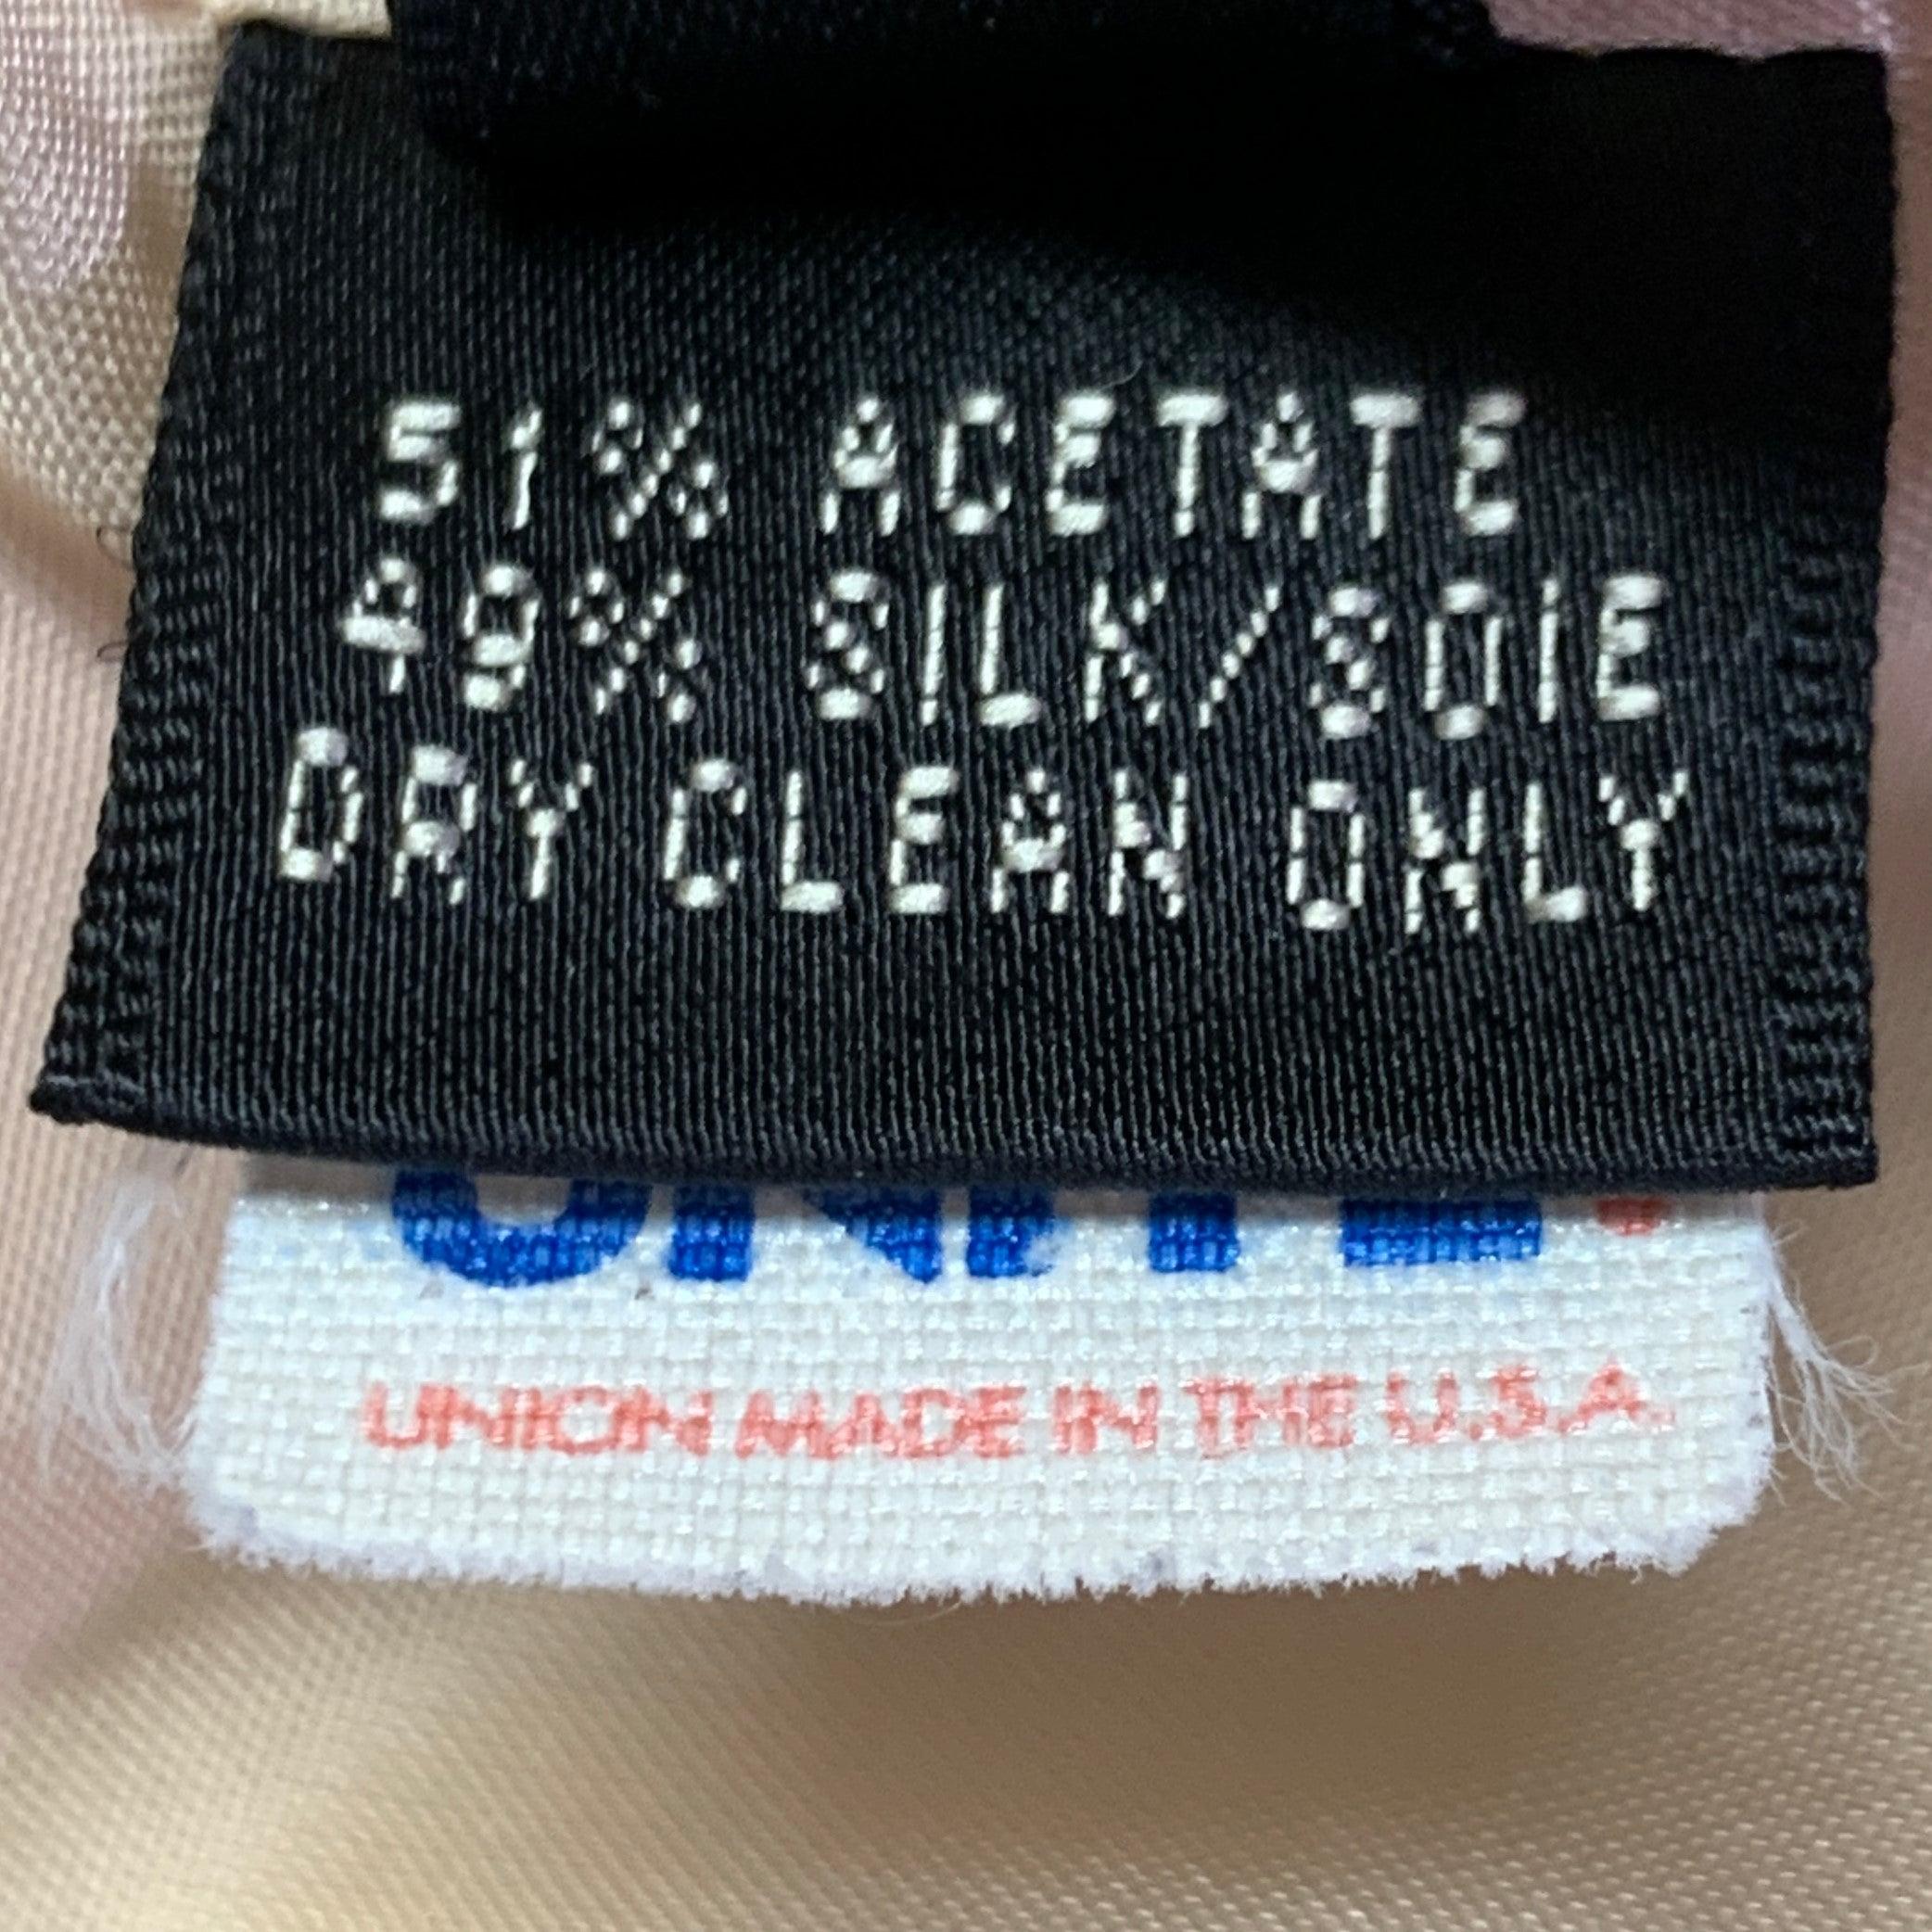 51% ACETATE
49% SILK/SOIE
DRY CLEAN ONLY
UNION MADE IN THE U.S.A.